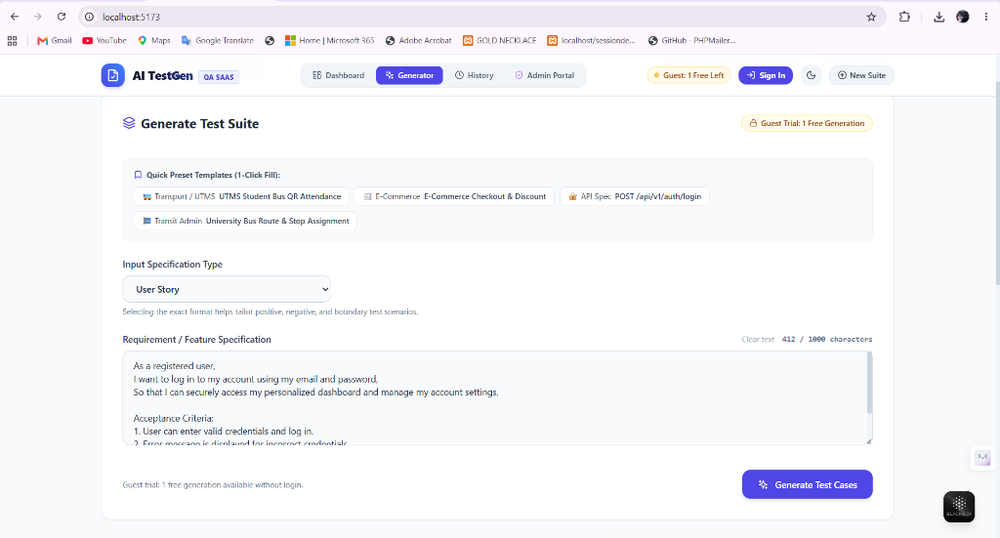 localhost:5173
Gmail
YouTube
Maps
Google Translate
Home | Microsoft 365
Adobe Acrobat
GOLD NECKLACE
localhost/sessionde...
GitHub - PHPMailer...
AI TestGen QA SAAS
Dashboard
Generator
History
Admin Portal
Guest: 1 Free Left
Sign In
New Suite
Generate Test Suite
Guest Trial: 1 Free Generation
Quick Preset Templates (1-Click Fill):
Transport / UTMS UTMS Student Bus QR Attendance
E-Commerce E-Commerce Checkout & Discount
API Spec POST /api/v1/auth/login
Transit Admin University Bus Route & Stop Assignment
Input Specification Type
User Story
Selecting the exact format helps tailor positive, negative, and boundary test scenarios.
Requirement / Feature Specification
Clear text 412 / 1000 characters
As a registered user,
I want to log in to my account using my email and password,
So that I can securely access my personalized dashboard and manage my account settings.
Acceptance Criteria:
1. User can enter valid credentials and log in.
2. Error message is displayed for incorrect credentials.
Guest trial: 1 free generation available without login.
Generate Test Cases
BLACKBOX